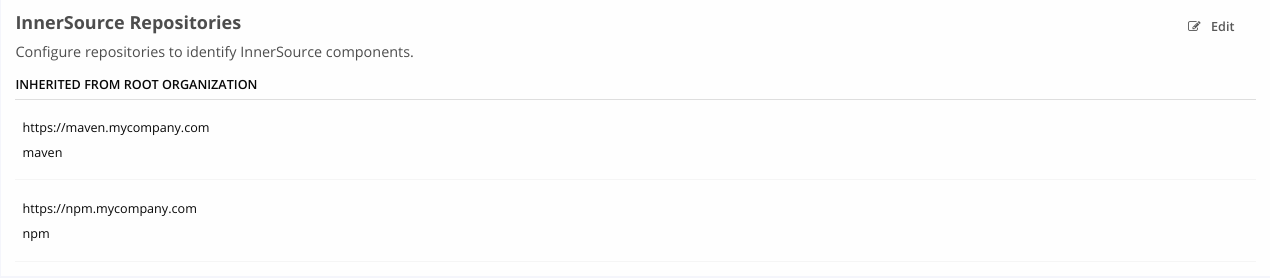 InnerSource Repositories
Edit
Configure repositories to identify InnerSource components.
INHERITED FROM ROOT ORGANIZATION
https://maven.mycompany.com
maven
https://npm.mycompany.com
npm